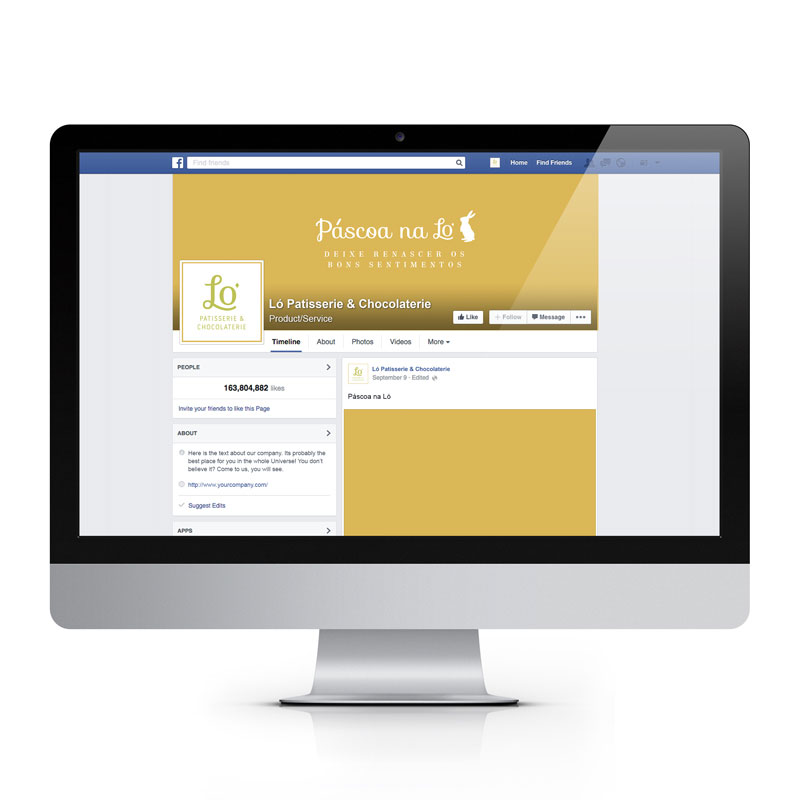 Find friends
Home
Find Friends
Páscoa na Ló
DEIXE RENASCER OS
BONS SENTIMENTOS
Ló
PATISSERIE &
CHOCOLATERIE
Ló Patisserie & Chocolaterie
Product/Service
Like
+ Follow
Message
Timeline
About
Photos
Videos
More
PEOPLE
163,804,882 likes
Invite your friends to like this Page
ABOUT
Here is the text about our company. Its probably the
best place for you in the whole Universe! You don't
believe it? Come to us, you will see.
http://www.yourcompany.com/
Suggest Edits
APPS
Ló
Ló Patisserie & Chocolaterie
September 9 · Edited
Páscoa na Ló